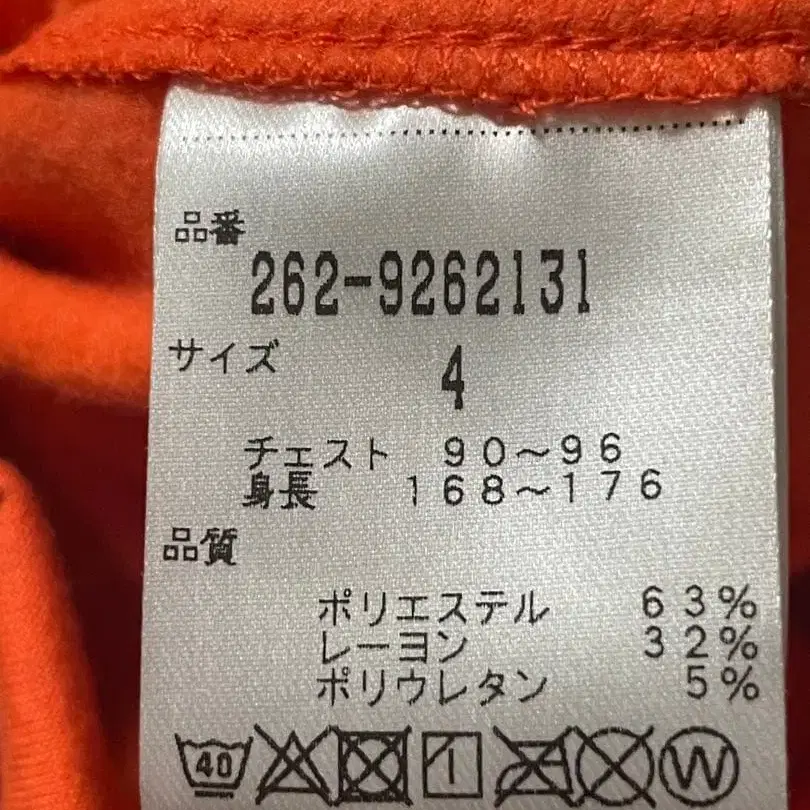 品番
262-9262131
サイズ 4
チェスト 90~96
身長 168~176
品質
ポリエステル 63%
レーヨン 32%
ポリウレタン 5%
40 W